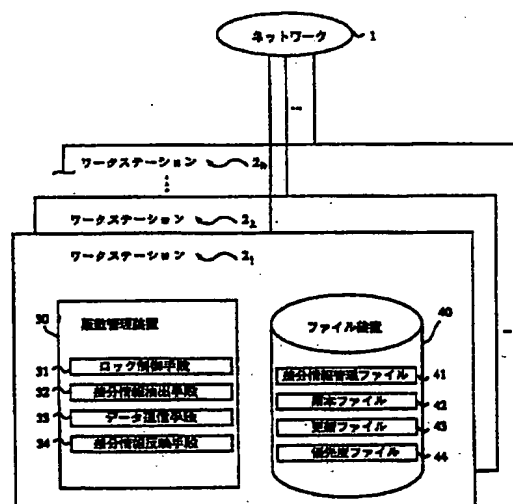 ネットワーク 1
ワークステーション 2n
ワークステーション 2₂
ワークステーション 2₁
30 版数管理装置
31 ロック制御手段
32 差分情報抽出手段
33 データ通信手段
34 差分情報反映手段
ファイル装置 40
差分情報管理ファイル 41
原本ファイル 42
更新ファイル 43
優先度ファイル 44